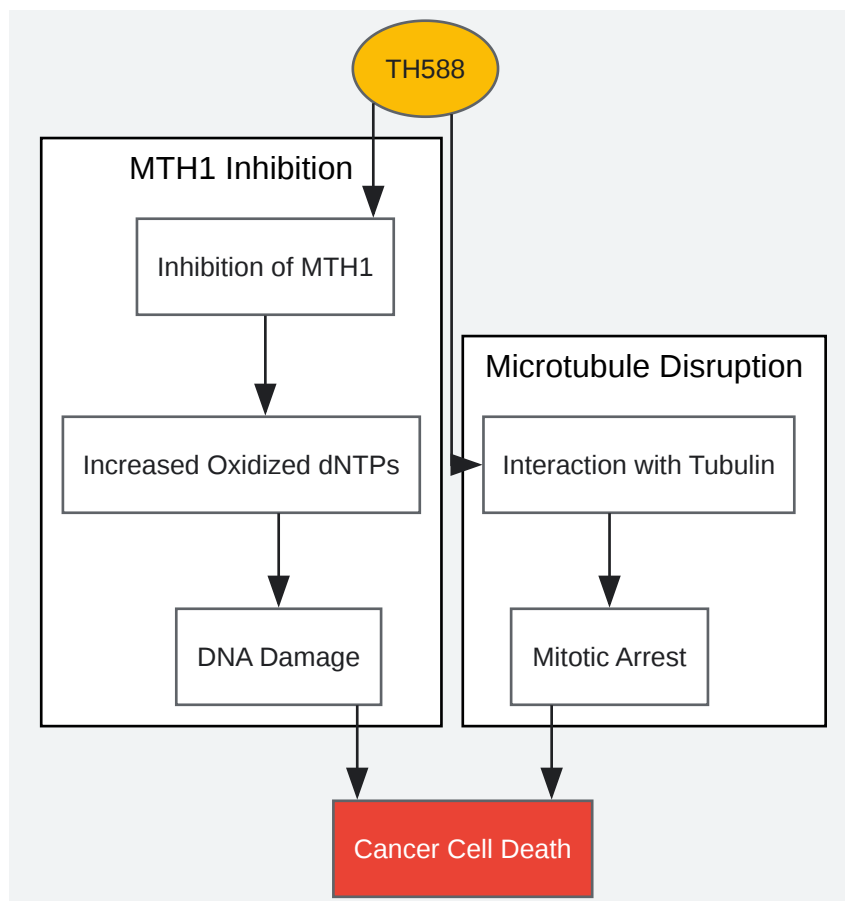 TH588
MTH1 Inhibition
Inhibition of MTH1
Increased Oxidized dNTPs
DNA Damage
Microtubule Disruption
Interaction with Tubulin
Mitotic Arrest
Cancer Cell Death